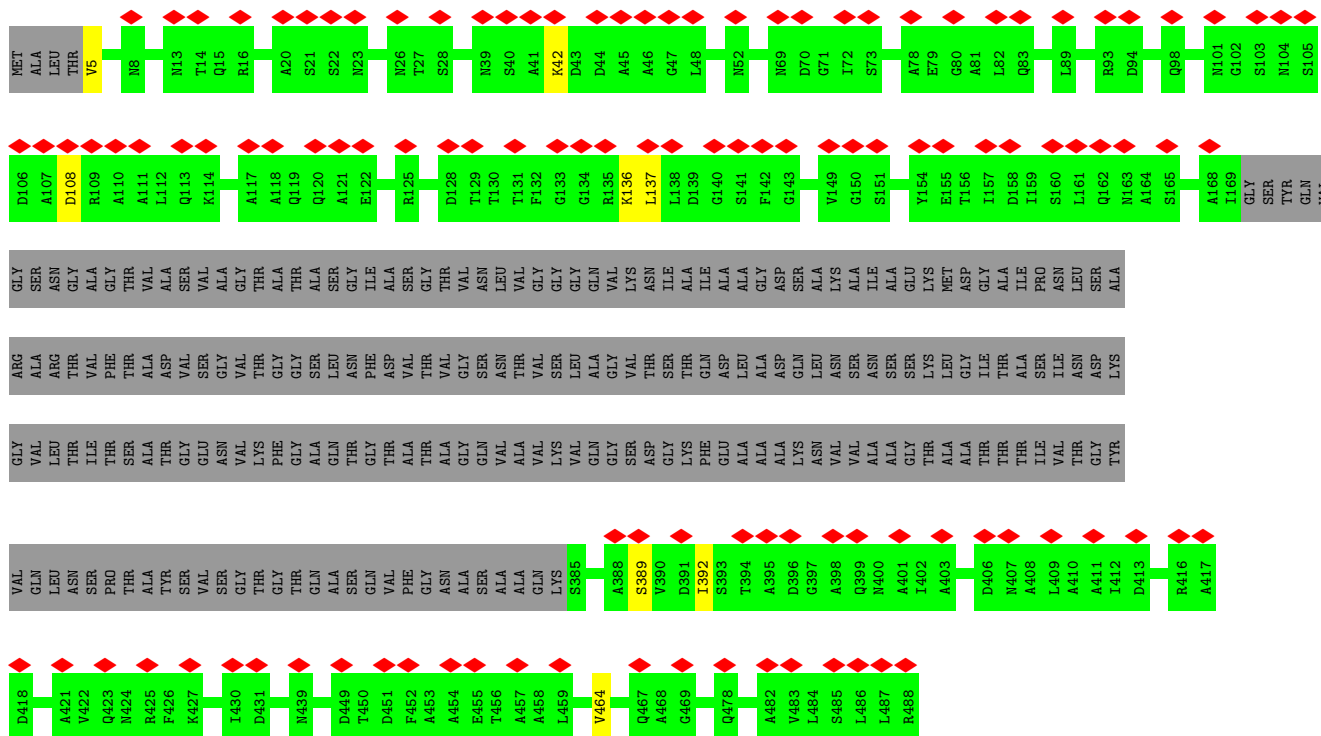 MET ALA LEU THR V5 N8 N13 T14 Q15 R16 A20 S21 S22 N23 N26 T27 S28 N39 S40 A41 K42 D43 D44 A45 A46 G47 L48 N52 N69 D70 G71 I72 S73 A78 E79 G80 A81 L82 Q83 L89 R93 D94 Q98 N101 G102 S103 N104 S105
D106 A107 D108 R109 A110 A111 L112 Q113 K114 A117 A118 Q119 Q120 A121 E122 R125 D128 T129 T130 T131 F132 G133 G134 R135 K136 L137 L138 D139 G140 S141 F142 G143 V149 G150 S151 Y154 E155 T156 I157 D158 I159 S160 L161 Q162 N163 A164 S165 A168 I169 GLY SER TYR GLN
GLY SER ASN GLY ALA GLY THR VAL ALA SER VAL ALA GLY THR ALA THR ALA SER GLY ILE ALA SER GLY THR VAL ASN LEU VAL GLY GLY GLY GLN VAL LYS ASN ILE ALA ILE ALA ALA GLY ASP SER ALA LYS ALA ILE ALA GLU LYS MET ASP GLY ALA ILE PRO ASN LEU SER ALA
ARG ALA ARG THR VAL PHE THR ALA ASP VAL SER GLY VAL THR GLY GLY SER LEU ASN PHE ASP VAL THR VAL GLY SER ASN THR VAL SER LEU ALA GLY VAL THR SER THR GLN ASP LEU ALA ASP GLN LEU ASN SER ASN SER SER LYS LEU GLY ILE THR ALA SER ILE ASN ASP LYS
GLY VAL LEU THR ILE THR SER ALA THR GLY GLU ASN VAL LYS PHE GLY ALA GLN THR GLY THR ALA THR ALA GLY GLN VAL ALA VAL LYS VAL GLN GLY SER ASP GLY LYS PHE GLU ALA ALA ALA LYS ASN VAL VAL ALA ALA GLY THR ALA ALA THR THR THR ILE VAL THR GLY TYR
VAL GLN LEU ASN SER PRO THR ALA TYR SER VAL SER GLY THR GLY THR GLN ALA SER GLN VAL PHE GLY ASN ALA SER ALA ALA GLN LYS S385 A388 S389 V390 D391 I392 S393 T394 A395 D396 G397 A398 Q399 N400 A401 I402 A403 D406 N407 A408 L409 A410 A411 I412 D413 R416 A417
D418 A421 V422 Q423 N424 R425 F426 K427 I430 D431 N439 D449 T450 D451 F452 A453 A454 E455 T456 A457 A458 L459 V464 Q467 A468 G469 Q478 A482 V483 L484 S485 L486 L487 R488